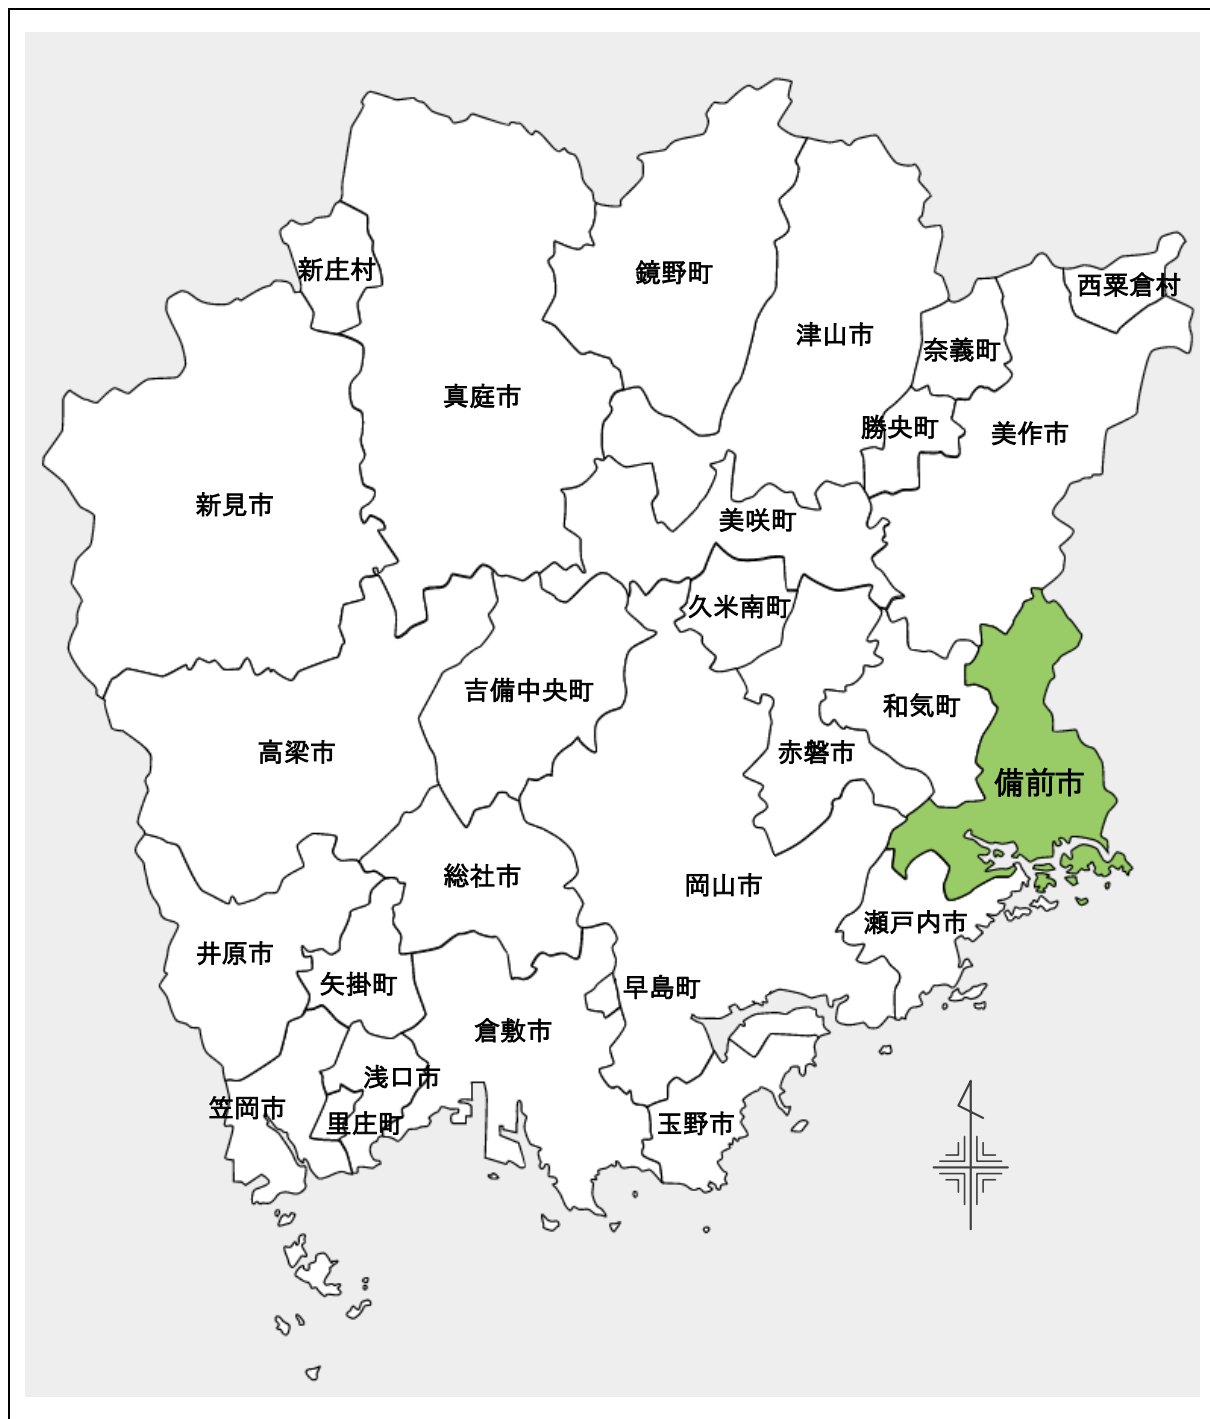 新庄村
鏡野町
西粟倉村
津山市
奈義町
真庭市
勝央町
美作市
新見市
美咲町
久米南町
吉備中央町
和気町
高梁市
赤磐市
備前市
総社市
岡山市
瀬戸内市
井原市
矢掛町
早島町
倉敷市
浅口市
笠岡市
里庄町
玉野市